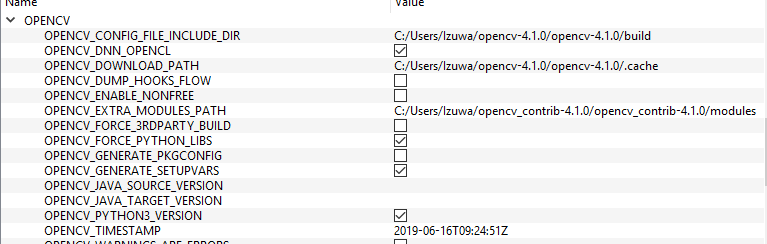 Name Value
OPENCV
OPENCV_CONFIG_FILE_INCLUDE_DIR C:/Users/Izuwa/opencv-4.1.0/opencv-4.1.0/build
OPENCV_DNN_OPENCL
OPENCV_DOWNLOAD_PATH C:/Users/Izuwa/opencv-4.1.0/opencv-4.1.0/.cache
OPENCV_DUMP_HOOKS_FLOW
OPENCV_ENABLE_NONFREE
OPENCV_EXTRA_MODULES_PATH C:/Users/Izuwa/opencv_contrib-4.1.0/opencv_contrib-4.1.0/modules
OPENCV_FORCE_3RDPARTY_BUILD
OPENCV_FORCE_PYTHON_LIBS
OPENCV_GENERATE_PKGCONFIG
OPENCV_GENERATE_SETUPVARS
OPENCV_JAVA_SOURCE_VERSION
OPENCV_JAVA_TARGET_VERSION
OPENCV_PYTHON3_VERSION
OPENCV_TIMESTAMP 2019-06-16T09:24:51Z
OPENCV_WARNINGS_ARE_ERRORS